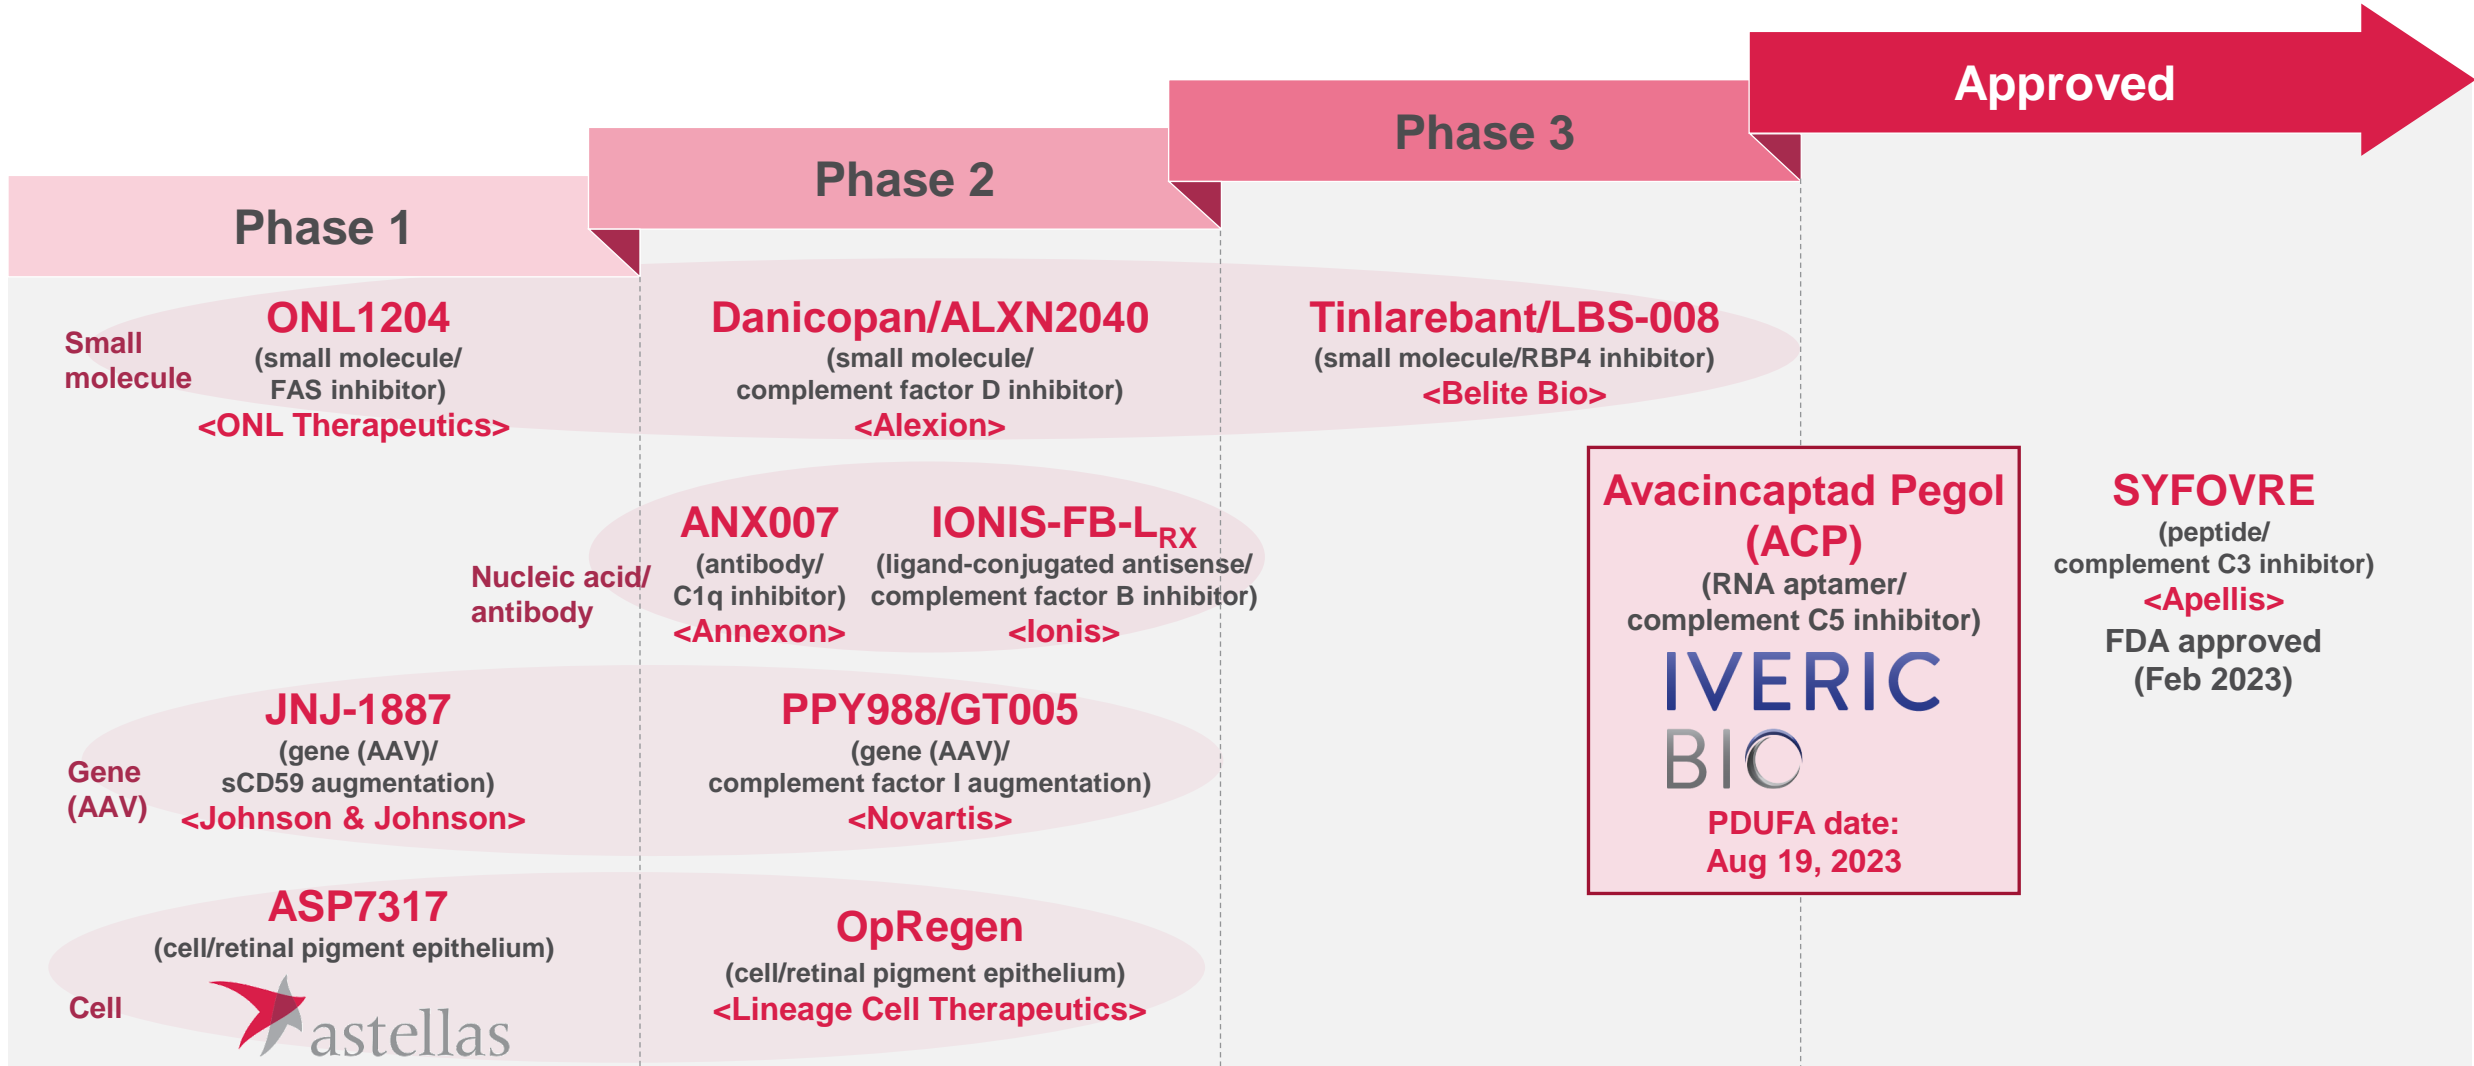 Approved
Phase 3
Phase 2
Phase 1
Small
molecule
ONL1204
(small molecule/
FAS inhibitor)
<ONL Therapeutics>
Danicopan/ALXN2040
(small molecule/
complement factor D inhibitor)
<Alexion>
Tinlarebant/LBS-008
(small molecule/RBP4 inhibitor)
<Belite Bio>
Nucleic acid/
antibody
ANX007
(antibody/
C1q inhibitor)
<Annexon>
IONIS-FB-LRX
(ligand-conjugated antisense/
complement factor B inhibitor)
<Ionis>
Avacincaptad Pegol
(ACP)
(RNA aptamer/
complement C5 inhibitor)
IVERIC
BIO
PDUFA date:
Aug 19, 2023
SYFOVRE
(peptide/
complement C3 inhibitor)
<Apellis>
FDA approved
(Feb 2023)
Gene
(AAV)
JNJ-1887
(gene (AAV)/
sCD59 augmentation)
<Johnson & Johnson>
PPY988/GT005
(gene (AAV)/
complement factor I augmentation)
<Novartis>
Cell
ASP7317
(cell/retinal pigment epithelium)
astellas
OpRegen
(cell/retinal pigment epithelium)
<Lineage Cell Therapeutics>